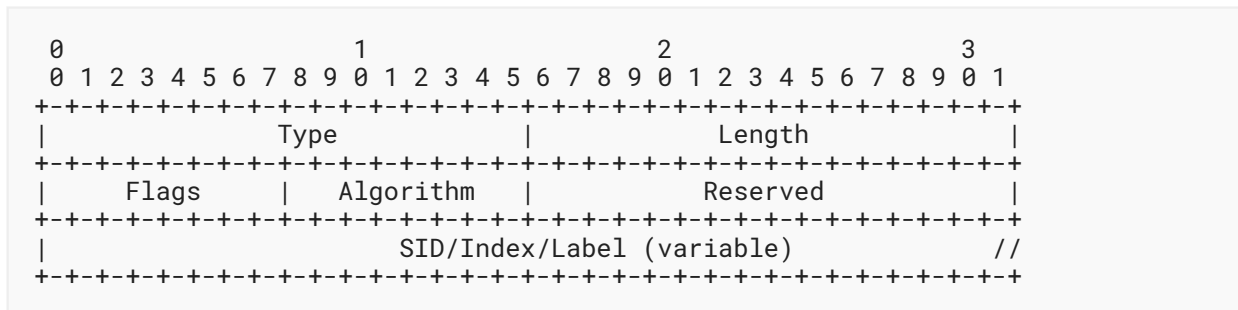 0                   1                   2                   3
 0 1 2 3 4 5 6 7 8 9 0 1 2 3 4 5 6 7 8 9 0 1 2 3 4 5 6 7 8 9 0 1
+-+-+-+-+-+-+-+-+-+-+-+-+-+-+-+-+-+-+-+-+-+-+-+-+-+-+-+-+-+-+-+-+
|               Type            |            Length             |
+-+-+-+-+-+-+-+-+-+-+-+-+-+-+-+-+-+-+-+-+-+-+-+-+-+-+-+-+-+-+-+-+
|     Flags     |   Algorithm   |           Reserved            |
+-+-+-+-+-+-+-+-+-+-+-+-+-+-+-+-+-+-+-+-+-+-+-+-+-+-+-+-+-+-+-+-+
|                       SID/Index/Label (variable)             //
+-+-+-+-+-+-+-+-+-+-+-+-+-+-+-+-+-+-+-+-+-+-+-+-+-+-+-+-+-+-+-+-+